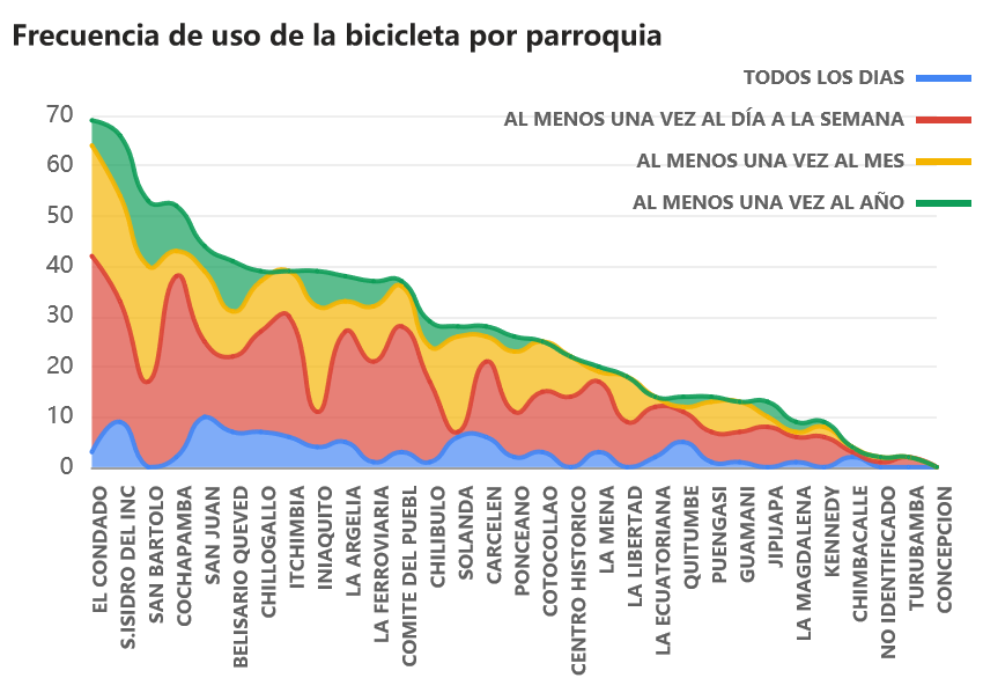 Frecuencia de uso de la bicicleta por parroquia
TODOS LOS DIAS
AL MENOS UNA VEZ AL DÍA A LA SEMANA
AL MENOS UNA VEZ AL MES
AL MENOS UNA VEZ AL AÑO
70
60
50
40
30
20
10
0
EL CONDADO
S.ISIDRO DEL INC
SAN BARTOLO
COCHAPAMBA
SAN JUAN
BELISARIO QUEVED
CHILLOGALLO
ITCHIMBIA
INIAQUITO
LA ARGELIA
LA FERROVIARIA
COMITE DEL PUEBL
CHILIBULO
SOLANDA
CARCELEN
PONCEANO
COTOCOLLAO
CENTRO HISTORICO
LA MENA
LA LIBERTAD
LA ECUATORIANA
QUITUMBE
PUENGASI
GUAMANI
JIPIJAPA
LA MAGDALENA
KENNEDY
CHIMBACALLE
NO IDENTIFICADO
TURUBAMBA
CONCEPCION